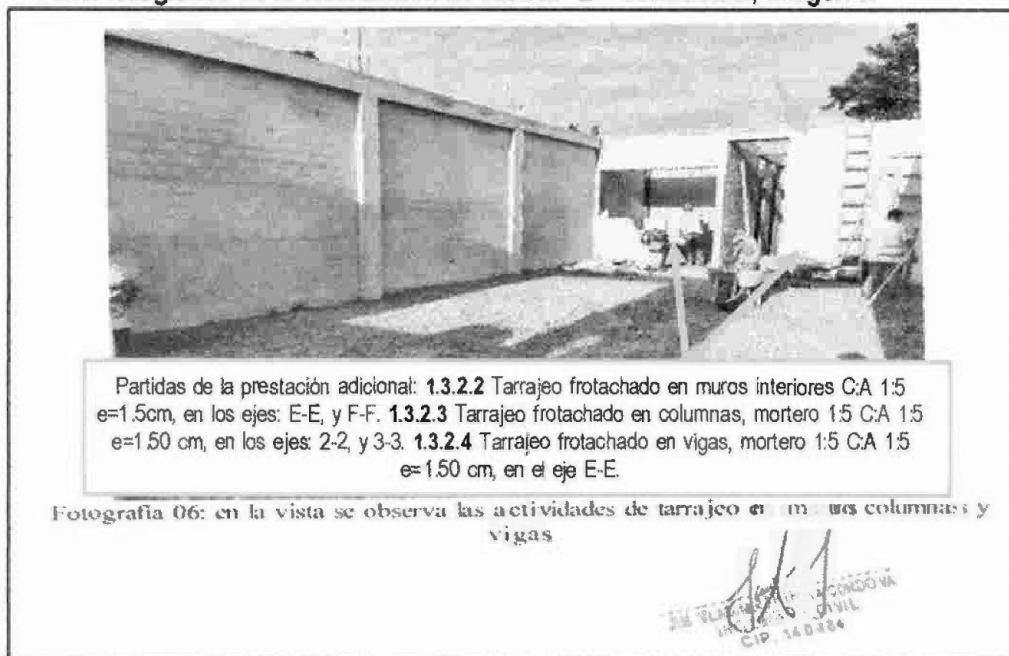 Partidas de la prestación adicional: 1.3.2.2 Tarrajeo frotachado en muros interiores C:A 1:5
e=1.5cm, en los ejes: E-E, y F-F. 1.3.2.3 Tarrajeo frotachado en columnas, mortero 1:5 C:A 1:5
e=1.50 cm, en los ejes: 2-2, y 3-3. 1.3.2.4 Tarrajeo frotachado en vigas, mortero 1:5 C:A 1:5
e=1.50 cm, en el eje E-E.
Fotografía 06: en la vista se observa las actividades de tarrajeo columnas y
vigas
CIVIL
CIP.